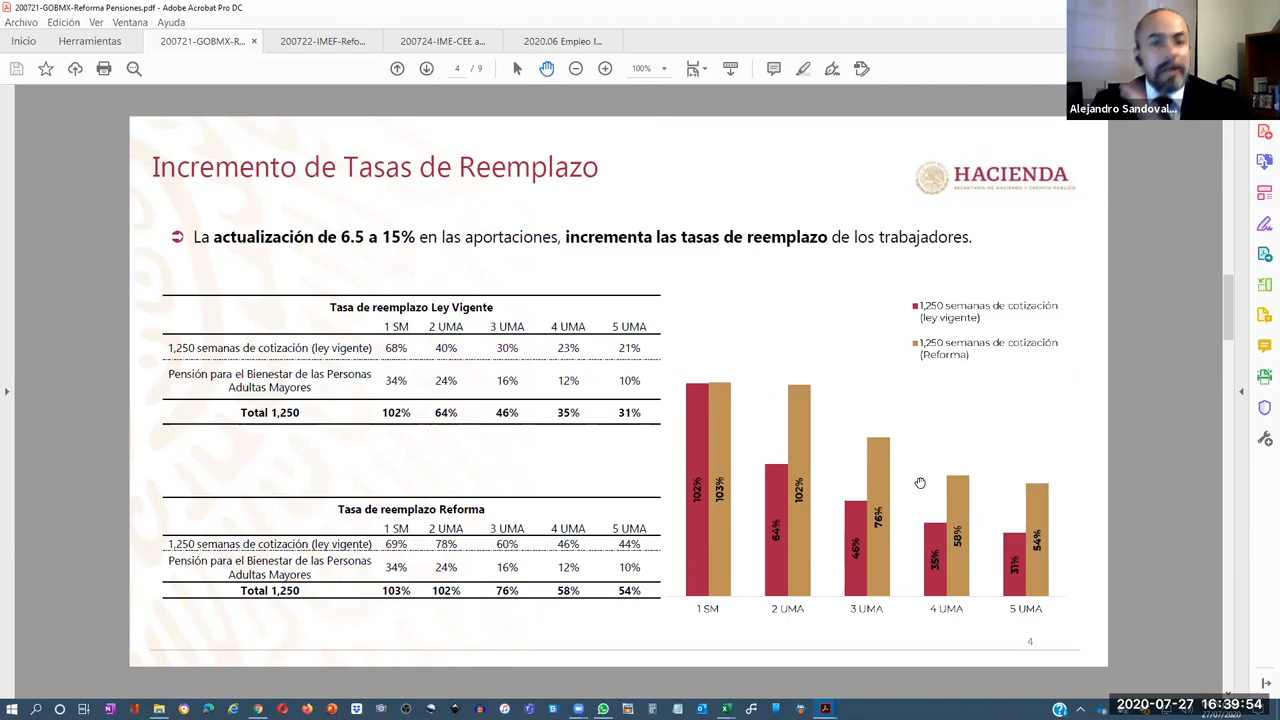 200721-GOBMX-Reforma Pensiones.pdf - Adobe Acrobat Pro DC
Archivo Edición Ver Ventana Ayuda
Inicio Herramientas 200721-GOBMX-R... × 200722-IMEF-Refo... 200724-IME-CEE a... 2020.06 Empleo I...
4 / 9 100%
Alejandro Sandoval...
Incremento de Tasas de Reemplazo
HACIENDA
SECRETARÍA DE HACIENDA Y CRÉDITO PÚBLICO
La actualización de 6.5 a 15% en las aportaciones, incrementa las tasas de reemplazo de los trabajadores.
Tasa de reemplazo Ley Vigente
1 SM 2 UMA 3 UMA 4 UMA 5 UMA
1,250 semanas de cotización (ley vigente) 68% 40% 30% 23% 21%
Pensión para el Bienestar de las Personas
Adultas Mayores 34% 24% 16% 12% 10%
Total 1,250 102% 64% 46% 35% 31%
Tasa de reemplazo Reforma
1 SM 2 UMA 3 UMA 4 UMA 5 UMA
1,250 semanas de cotización (ley vigente) 69% 78% 60% 46% 44%
Pensión para el Bienestar de las Personas
Adultas Mayores 34% 24% 16% 12% 10%
Total 1,250 103% 102% 76% 58% 54%
1,250 semanas de cotización
(ley vigente)
1,250 semanas de cotización
(Reforma)
102% 103% 64% 102% 46% 76% 35% 58% 31% 54%
1 SM 2 UMA 3 UMA 4 UMA 5 UMA
4
2020-07-27 16:39:54
27/07/2020